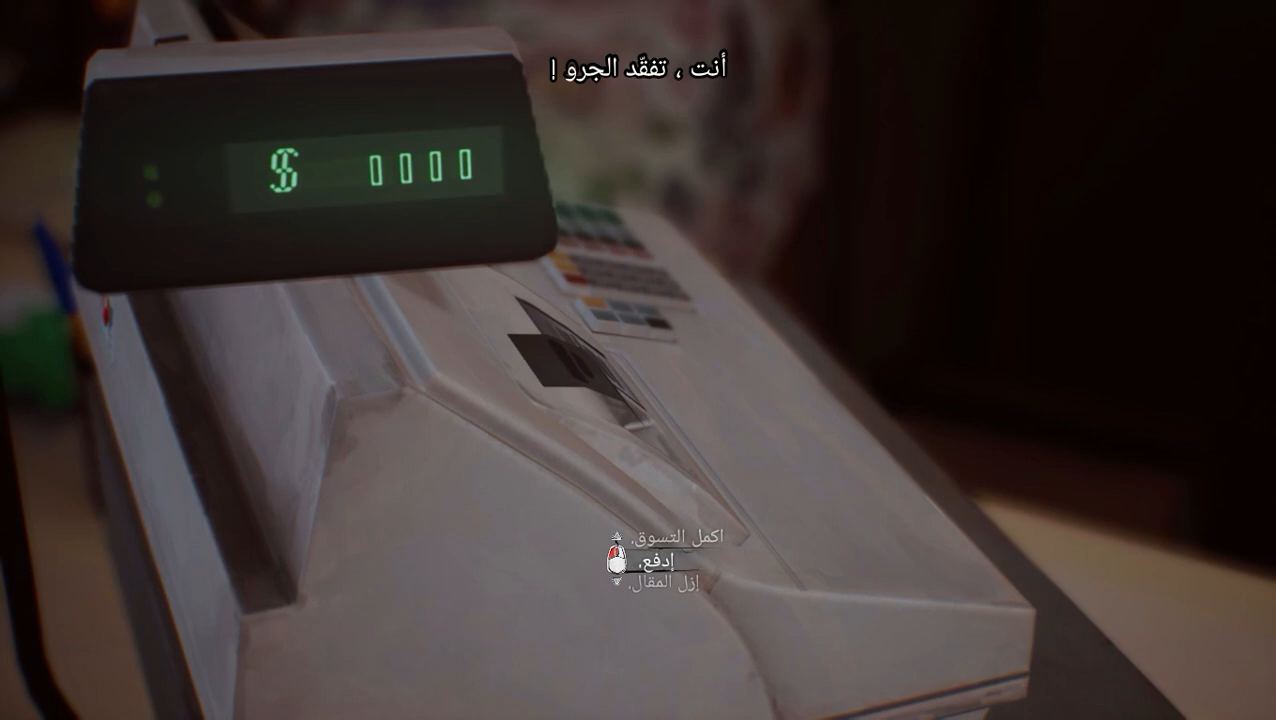 أنت ، تفقّد الجرو !
$ 0000
اكمل التسوق.
إدفع.
إزل المقال.